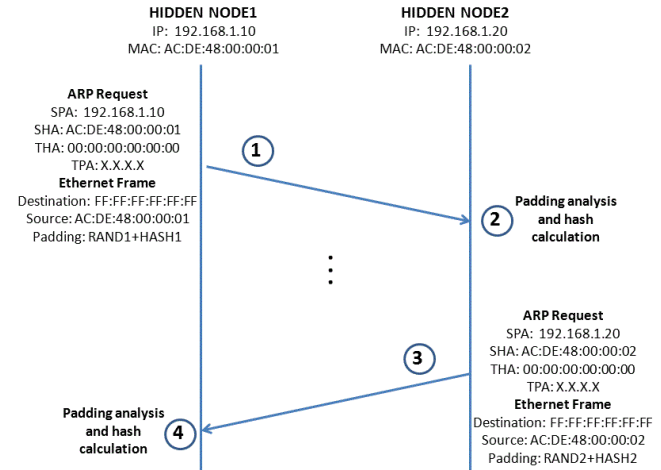 HIDDEN NODE1
IP: 192.168.1.10
MAC: AC:DE:48:00:00:01
HIDDEN NODE2
IP: 192.168.1.20
MAC: AC:DE:48:00:00:02
ARP Request
SPA: 192.168.1.10
SHA: AC:DE:48:00:00:01
THA: 00:00:00:00:00:00
TPA: X.X.X.X
Ethernet Frame
Destination: FF:FF:FF:FF:FF:FF
Source: AC:DE:48:00:00:01
Padding: RAND1+HASH1
1
2
Padding analysis
and hash
calculation
3
ARP Request
SPA: 192.168.1.20
SHA: AC:DE:48:00:00:02
THA: 00:00:00:00:00:00
TPA: X.X.X.X
Ethernet Frame
Destination: FF:FF:FF:FF:FF:FF
Source: AC:DE:48:00:00:02
Padding: RAND2+HASH2
Padding analysis
and hash
calculation
4